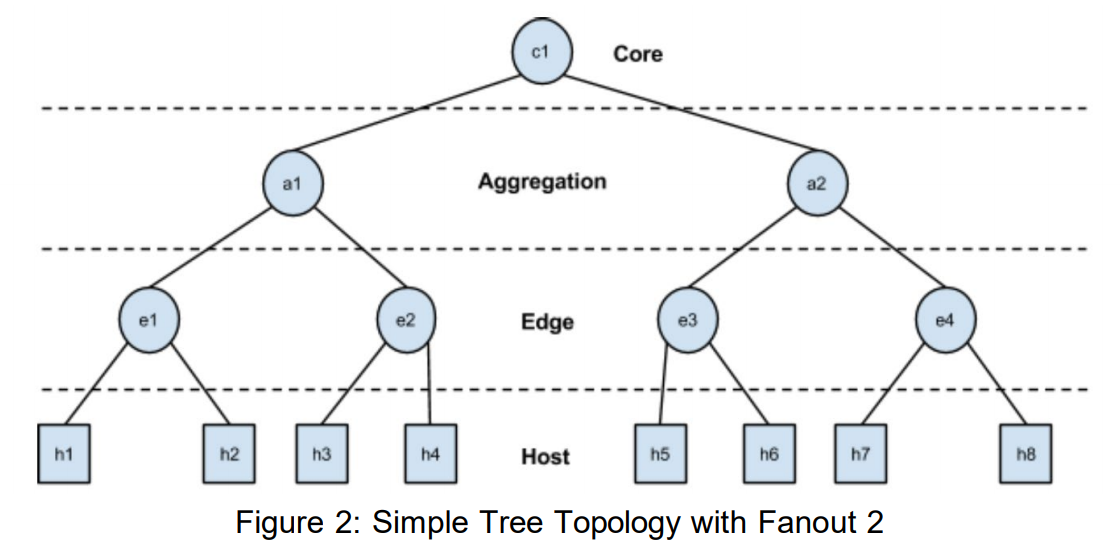 c1
Core
a1
Aggregation
a2
e1
e2
Edge
e3
e4
h1
h2
h3
h4
Host
h5
h6
h7
h8
Figure 2: Simple Tree Topology with Fanout 2